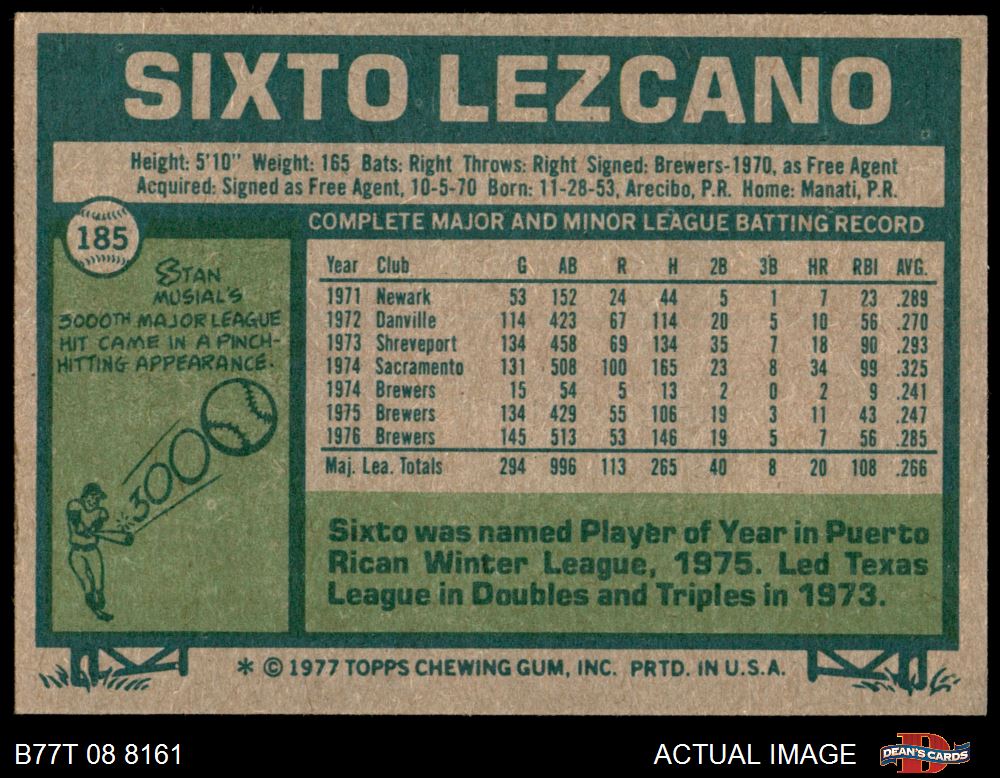 SIXTO LEZCANO
Height: 5'10" Weight: 165 Bats: Right Throws: Right Signed: Brewers-1970, as Free Agent
Acquired: Signed as Free Agent, 10-5-70 Born: 11-28-53, Arecibo, P.R. Home: Manati, P.R.
185
STAN
MUSIAL'S
3000TH MAJOR LEAGUE
HIT CAME IN A PINCH-
HITTING APPEARANCE.
3000
COMPLETE MAJOR AND MINOR LEAGUE BATTING RECORD
Year Club G AB R H 2B 3B HR RBI AVG.
1971 Newark 53 152 24 44 5 1 7 23 .289
1972 Danville 114 423 67 114 20 5 10 56 .270
1973 Shreveport 134 458 69 134 35 7 18 90 .293
1974 Sacramento 131 508 100 165 23 8 34 99 .325
1974 Brewers 15 54 5 13 2 0 2 9 .241
1975 Brewers 134 429 55 106 19 3 11 43 .247
1976 Brewers 145 513 53 146 19 5 7 56 .285
Maj. Lea. Totals 294 996 113 265 40 8 20 108 .266
Sixto was named Player of Year in Puerto
Rican Winter League, 1975. Led Texas
League in Doubles and Triples in 1973.
* © 1977 TOPPS CHEWING GUM, INC. PRTD. IN U.S.A.
B77T 08 8161
ACTUAL IMAGE
D
DEAN'S CARDS